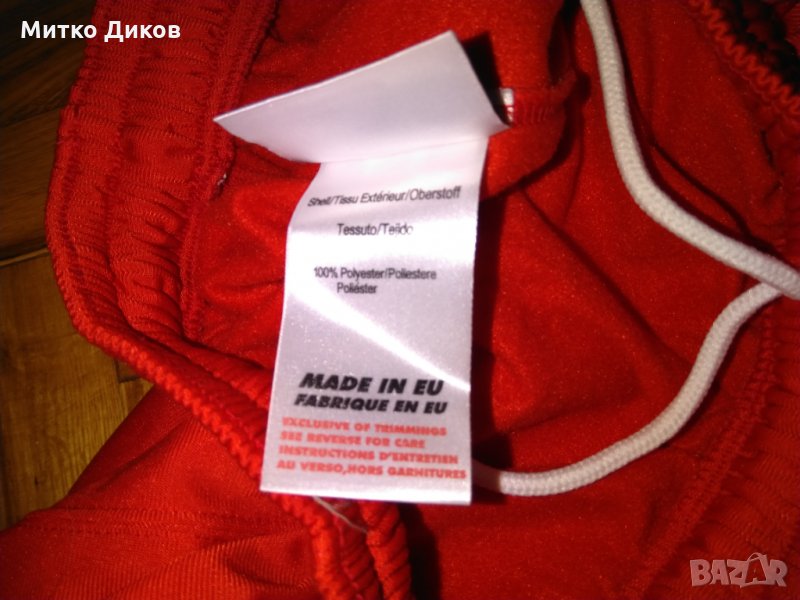 Митко Диков
Shell/Tissu Extérieur/Oberstoff
Tessuto/Tejido
100% Polyester/Poliestere
Poliéster
MADE IN EU
FABRIQUE EN EU
EXCLUSIVE OF TRIMMINGS
SEE REVERSE FOR CARE
INSTRUCTIONS D'ENTRETIEN
AU VERSO,HORS GARNITURES
BAZAR